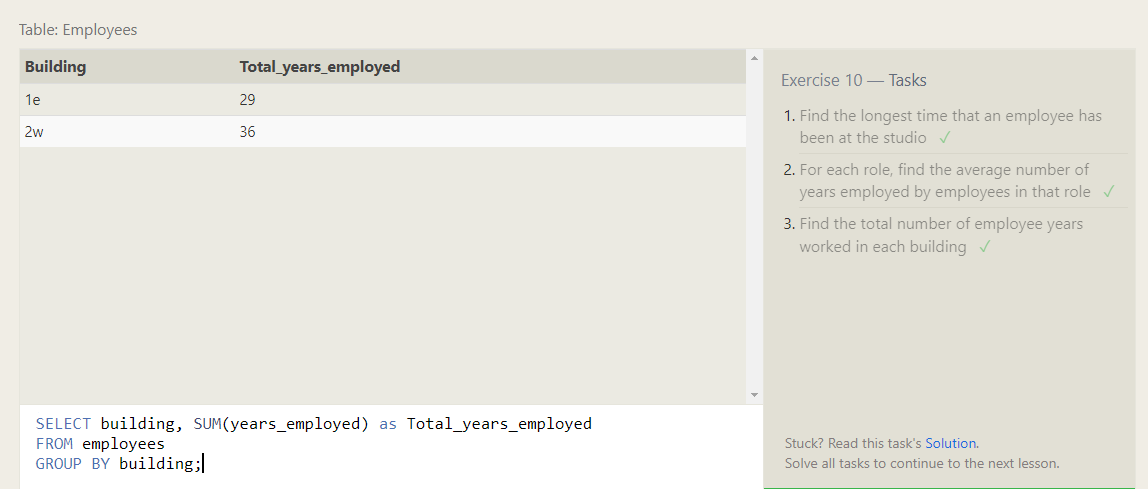 Table: Employees
Building Total_years_employed
1e 29
2w 36
SELECT building, SUM(years_employed) as Total_years_employed
FROM employees
GROUP BY building;
Exercise 10 — Tasks
1. Find the longest time that an employee has
been at the studio ✓
2. For each role, find the average number of
years employed by employees in that role ✓
3. Find the total number of employee years
worked in each building ✓
Stuck? Read this task's Solution.
Solve all tasks to continue to the next lesson.